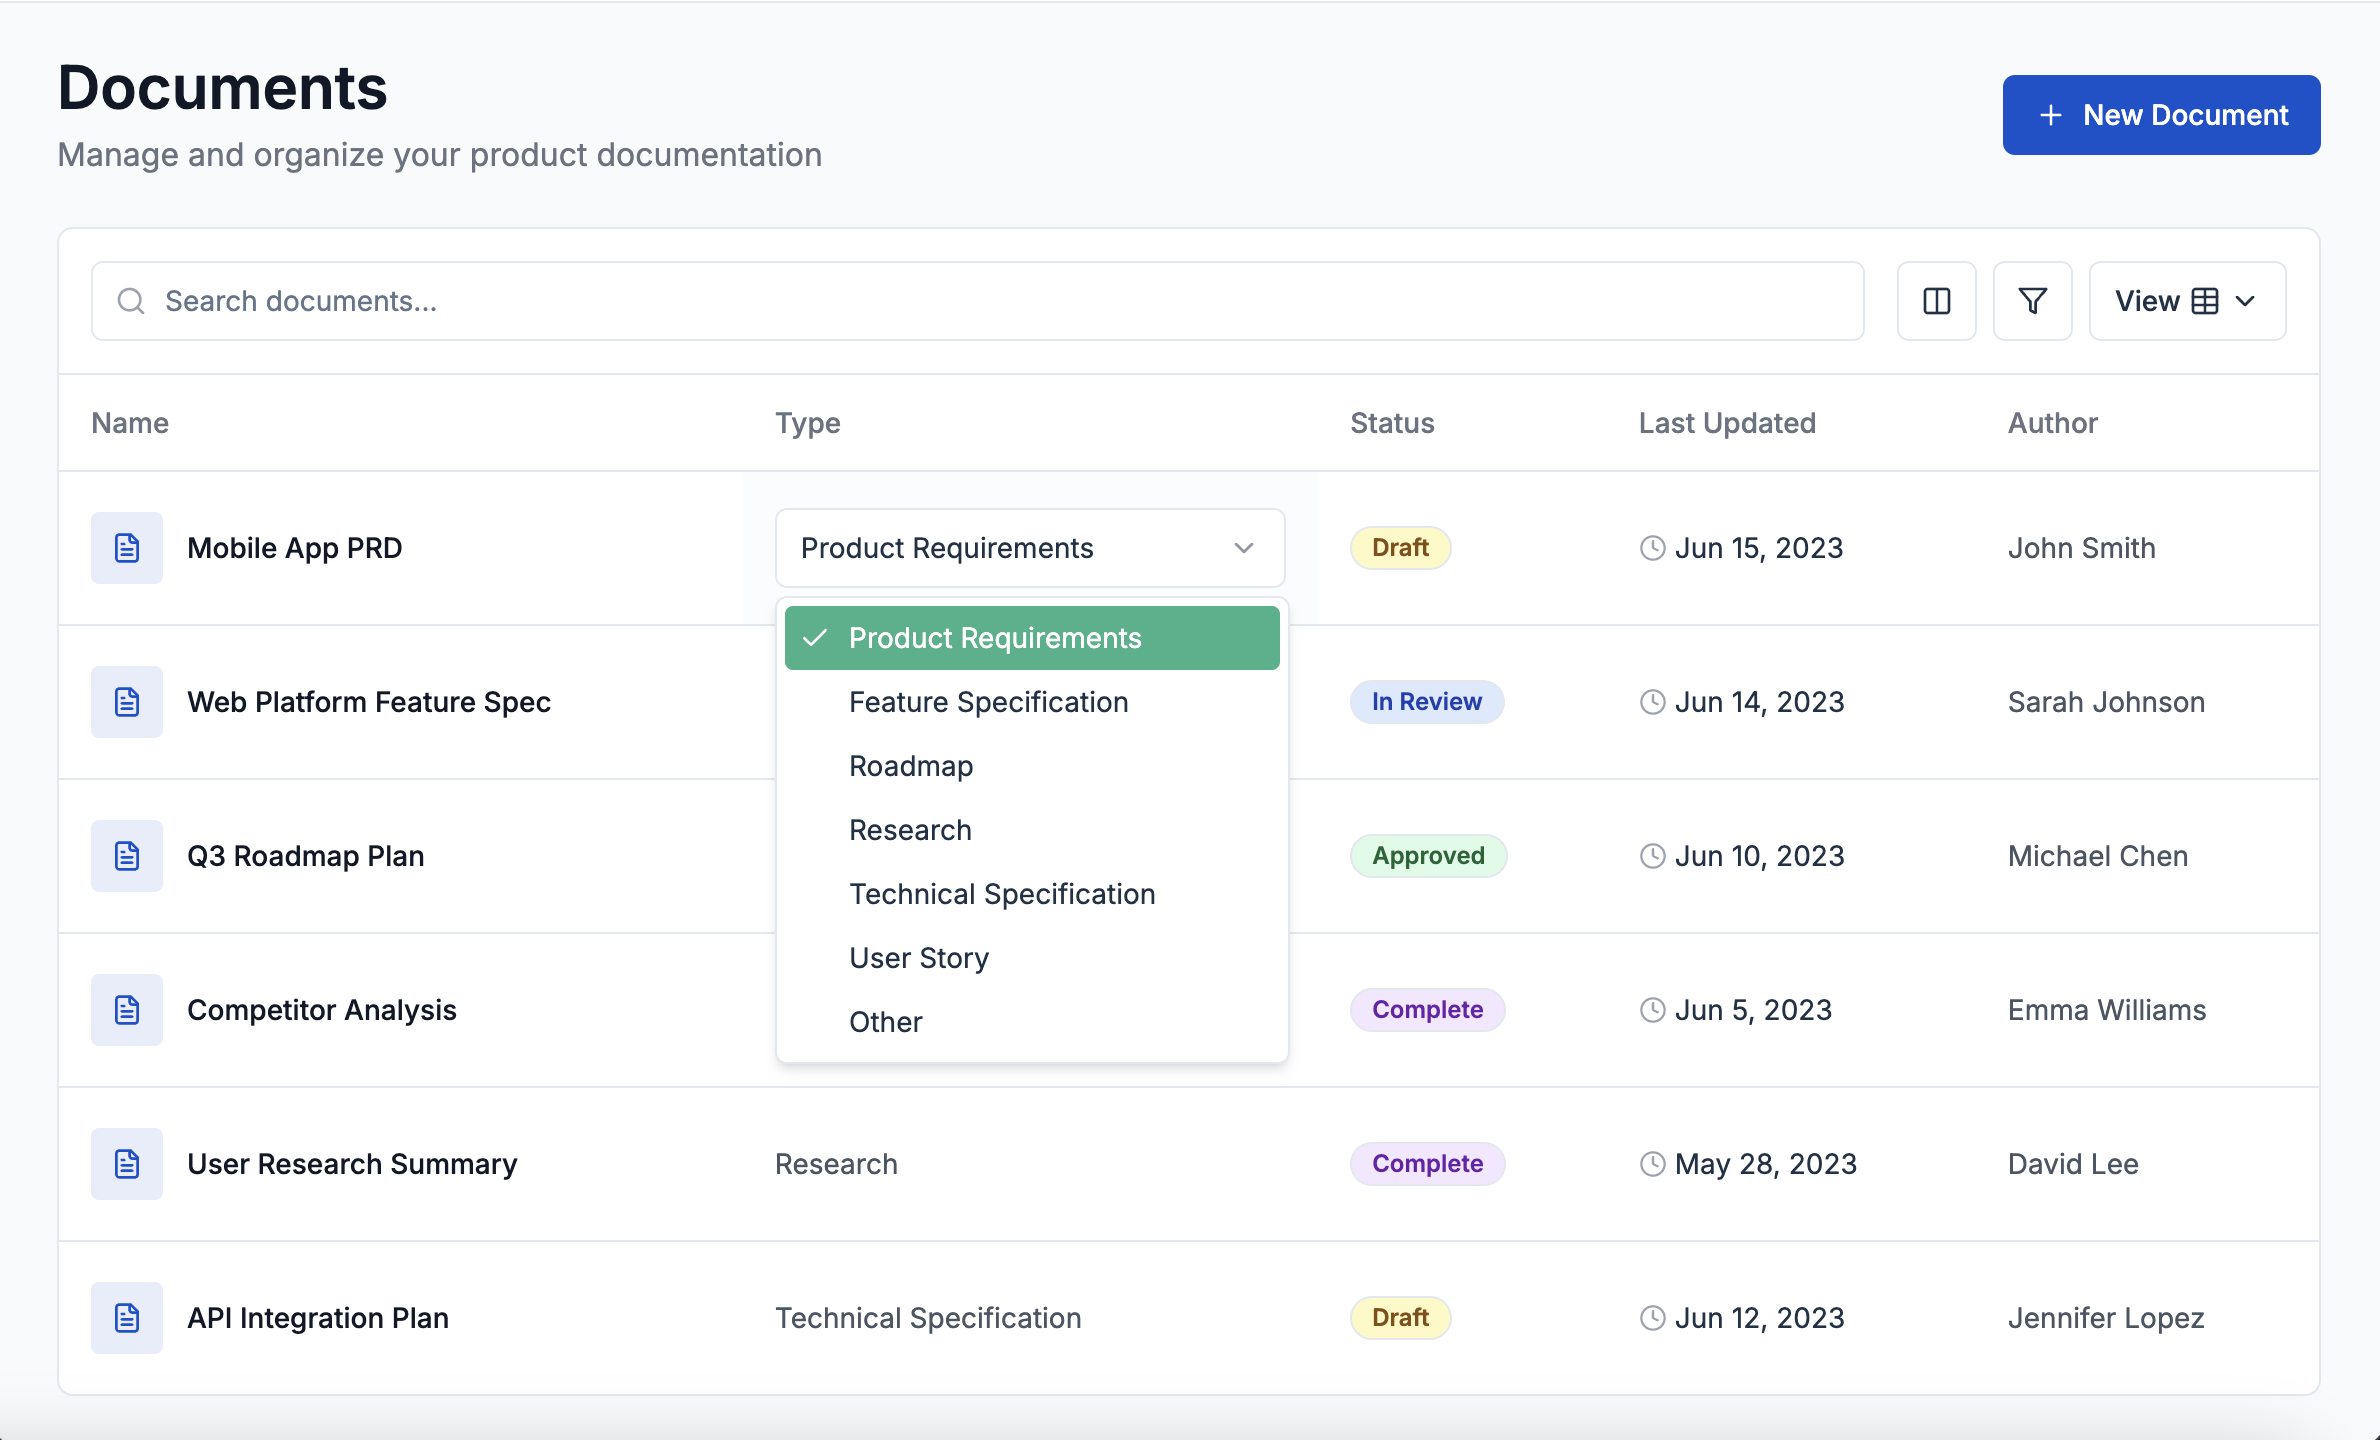 Documents
Manage and organize your product documentation
New Document
Search documents...
View
Name Type Status Last Updated Author
Mobile App PRD Product Requirements Draft Jun 15, 2023 John Smith
Product Requirements
Web Platform Feature Spec Feature Specification In Review Jun 14, 2023 Sarah Johnson
Roadmap
Research
Q3 Roadmap Plan Approved Jun 10, 2023 Michael Chen
Technical Specification
User Story
Competitor Analysis Complete Jun 5, 2023 Emma Williams
Other
User Research Summary Research Complete May 28, 2023 David Lee
API Integration Plan Technical Specification Draft Jun 12, 2023 Jennifer Lopez